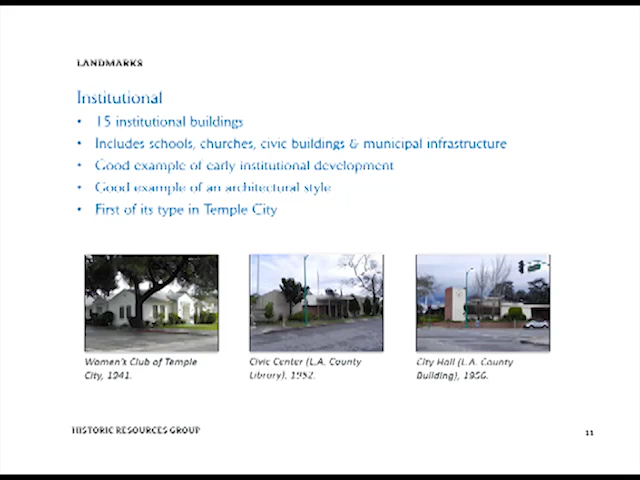 LANDMARKS
Institutional
• 15 institutional buildings
• Includes schools, churches, civic buildings & municipal infrastructure
• Good example of early institutional development
• Good example of an architectural style
• First of its type in Temple City
Women's Club of Temple
City, 1941.
Civic Center (L.A. County
Library), 1952.
City Hall (L.A. County
Building), 1956.
HISTORIC RESOURCES GROUP
11